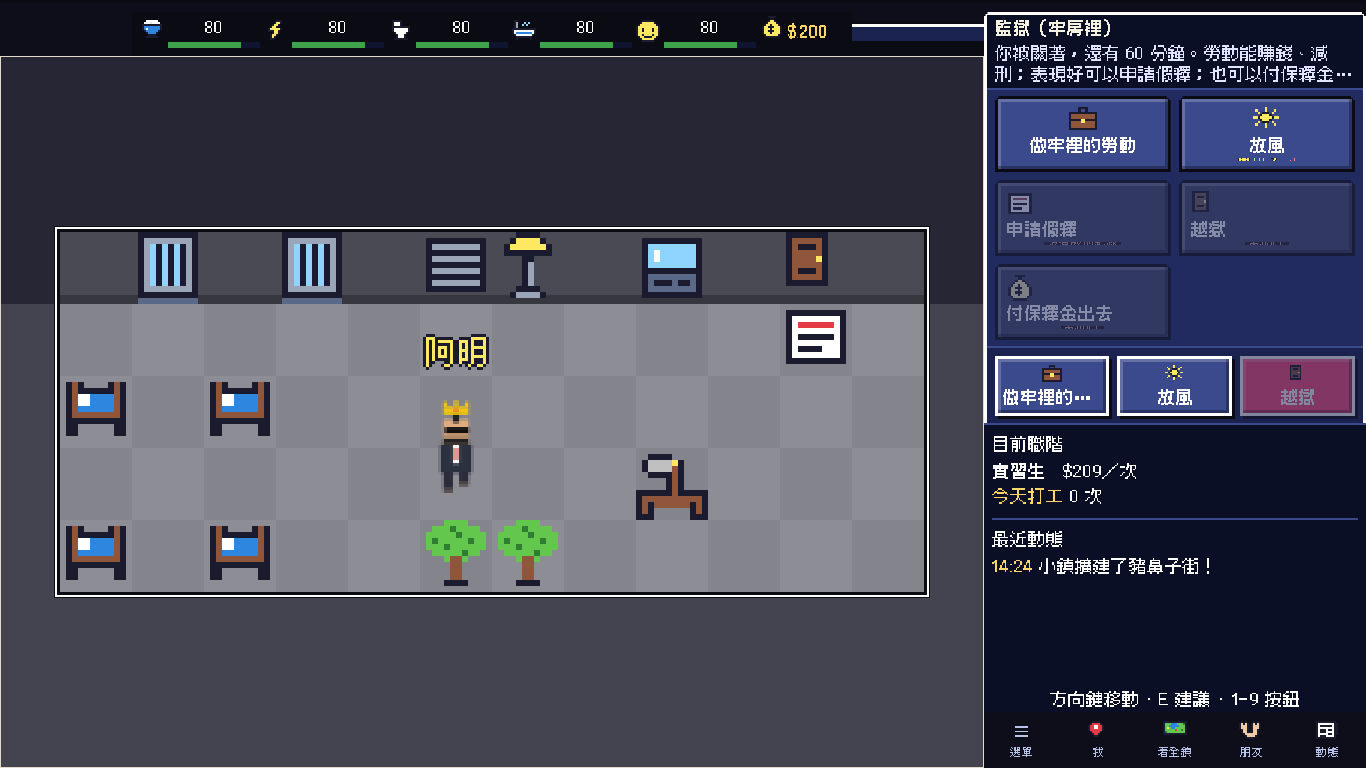 80
80
80
80
80
$200
監獄（牢房裡）
你被關著，還有 60 分鐘。勞動能賺錢、減
刑；表現好可以申請假釋；也可以付保釋金…
做牢裡的勞動
放風
申請假釋
越獄
付保釋金出去
做牢裡的…
放風
越獄
阿明
目前職階
實習生 $209／次
今天打工 0 次
最近動態
14:24 小鎮擴建了豬鼻子街！
方向鍵移動 · E 建議 · 1-9 按鈕
選單
我
看全鎮
朋友
動態